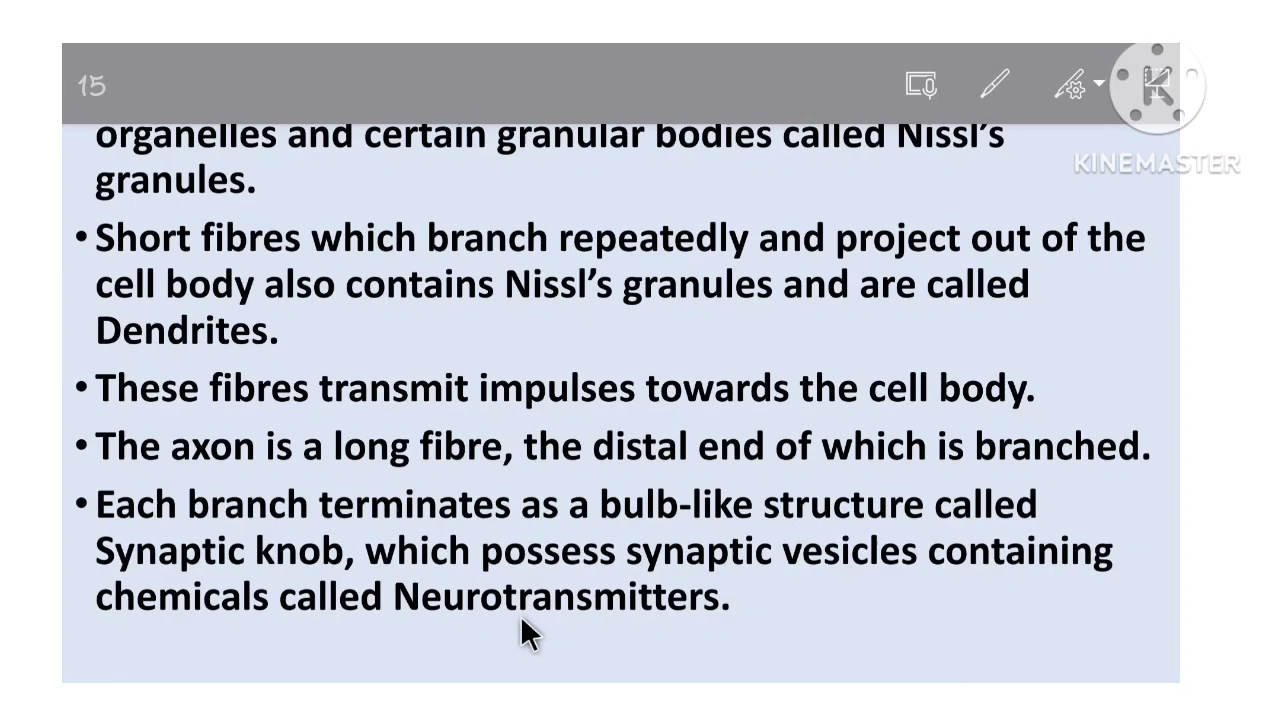 15
KINEMASTER
organelles and certain granular bodies called Nissl’s
granules.
• Short fibres which branch repeatedly and project out of the
cell body also contains Nissl’s granules and are called
Dendrites.
• These fibres transmit impulses towards the cell body.
• The axon is a long fibre, the distal end of which is branched.
• Each branch terminates as a bulb-like structure called
Synaptic knob, which possess synaptic vesicles containing
chemicals called Neurotransmitters.